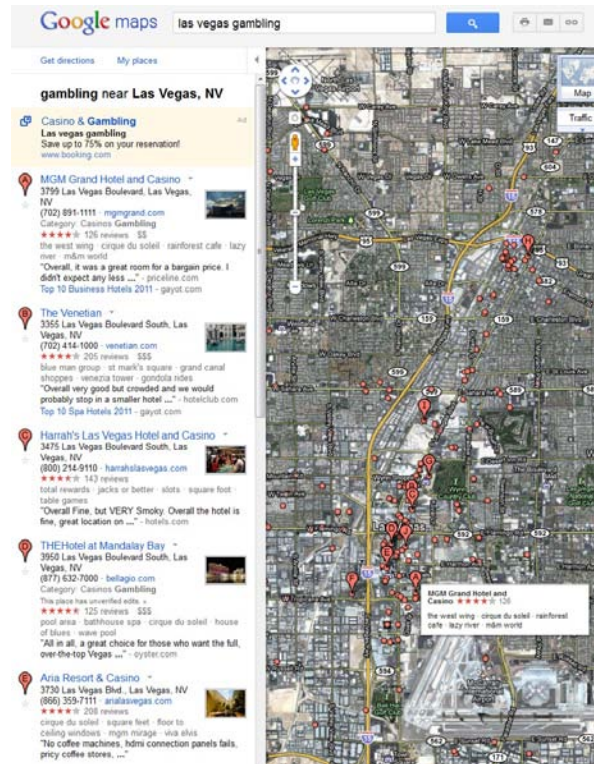 Google maps
las vegas gambling
Get directions My places
gambling near Las Vegas, NV
Casino & Gambling Ad
Las vegas gambling
Save up to 75% on your resenation!
www.booking.com
A MGM Grand Hotel and Casino
3799 Las Vegas Boulevard, Las Vegas,
NV
(702) 891-1111 · mgmgrand.com
Category: Casinos Gambling
126 reviews $$
the west wing · cirque du soleil · rainforest cafe · lazy
river · m&m world
"Overall, it was a great room for a bargain price. I
didn't expect any less ..." - priceline.com
Top 10 Business Hotels 2011 - gayot.com
B The Venetian
3355 Las Vegas Boulevard South, Las
Vegas, NV
(702) 414-1000 · venetian.com
205 reviews $$$
blue man group · st mark's square · grand canal
shoppes · venezia tower · gondola rides
"Overall very good but crowded and we would
probably stop in a smaller hotel ..." - hotelclub.com
Top 10 Spa Hotels 2011 - gayot.com
C Harrah's Las Vegas Hotel and Casino
3475 Las Vegas Boulevard South, Las
Vegas, NV
(800) 214-9110 · harrahslasvegas.com
143 reviews
total rewards · jacks or better · slots · square foot ·
table games
"Overall Fine, but VERY Smoky. Overall the hotel is
fine, great location on ..." - hotels.com
D THEHotel at Mandalay Bay
3950 Las Vegas Boulevard South, Las
Vegas, NV
(877) 632-7000 · bellagio.com
Category: Casinos Gambling
This place has unverified edits. »
125 reviews $$$
pool area · bathhouse spa · cirque du soleil · house
of blues · wave pool
"All in all, a great choice for those who want the full,
over-the-top Vegas ..." - oyster.com
E Aria Resort & Casino
3730 Las Vegas Blvd., Las Vegas, NV
(866) 359-7111 · arialasvegas.com
208 reviews
cirque du soleil · square feet · floor to
ceiling windows · mgm mirage · viva elvis
"No coffee machines, hdmi connection panels fails,
pricy coffee stores, ..."
Map
Traffic
147
604
93
599
578
95
H
582
159
599
589
I
G
592
F
E
A
MGM Grand Hotel and
Casino 126
the west wing · cirque du soleil · rainforest
cafe · lazy river · m&m world
594
562
171